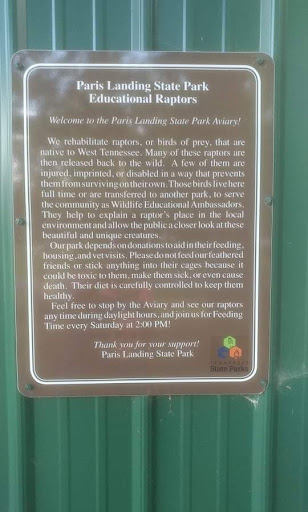 Paris Landing State Park
Educational Raptors
Welcome to the Paris Landing State Park Aviary!
We rehabilitate raptors, or birds of prey, that are
native to West Tennessee. Many of these raptors are
then released back to the wild. A few of them are
injured, imprinted, or disabled in a way that prevents
them from surviving on their own. Those birds live here
full time or are transferred to another park, to serve
the community as Wildlife Educational Ambassadors.
They help to explain a raptor's place in the local
environment and allow the public a closer look at these
beautiful and unique creatures.
Our park depends on donations to aid in their feeding,
housing, and vet visits. Please do not feed our feathered
friends or stick anything into their cages because it
could be toxic to them, make them sick, or even cause
death. Their diet is carefully controlled to keep them
healthy.
Feel free to stop by the Aviary and see our raptors
any time during daylight hours, and join us for Feeding
Time every Saturday at 2:00 PM!
Thank you for your support!
Paris Landing State Park
TENNESSEE
State Parks